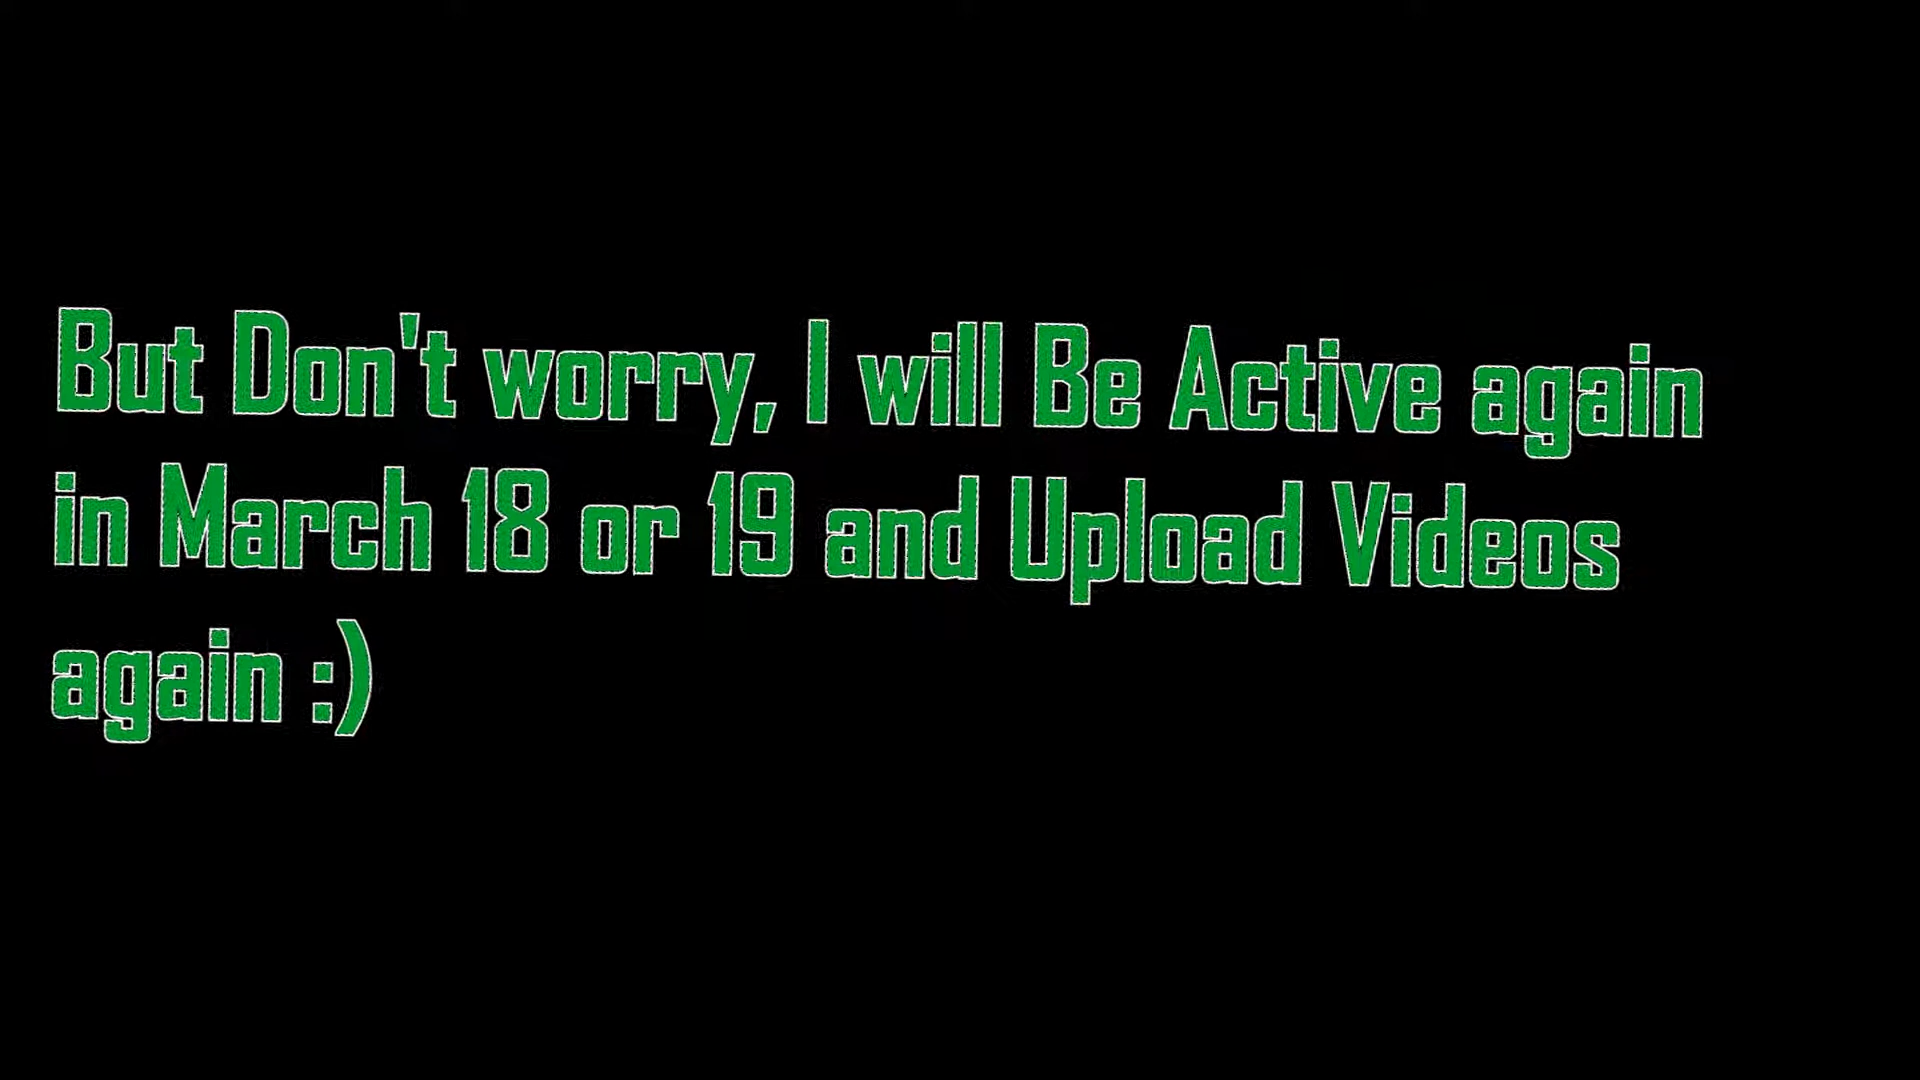 But Don't worry, I will Be Active again
in March 18 or 19 and Upload Videos
again :)